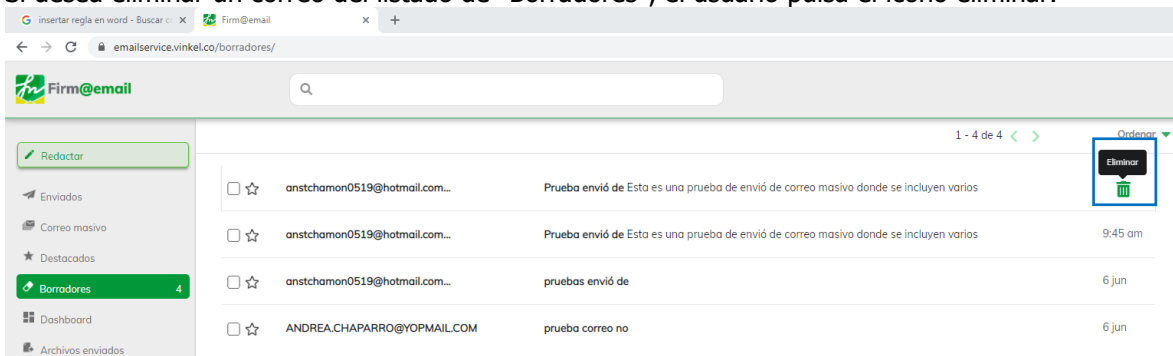 Si desea eliminar un correo del listado de "Borradores", el usuario pulsa el icono eliminar.
insertar regla en word - Buscar c
Firm@email
emailservice.vinkel.co/borradores/
Firm@email
1 - 4 de 4
Ordenar
Redactar
Eliminar
Enviados
anstchamon0519@hotmail.com...
Prueba envió de Esta es una prueba de envió de correo masivo donde se incluyen varios
Correo masivo
anstchamon0519@hotmail.com...
Prueba envió de Esta es una prueba de envió de correo masivo donde se incluyen varios
9:45 am
Destacados
Borradores 4
anstchamon0519@hotmail.com...
pruebas envió de
6 jun
Dashboard
ANDREA.CHAPARRO@YOPMAIL.COM
prueba correo no
6 jun
Archivos enviados